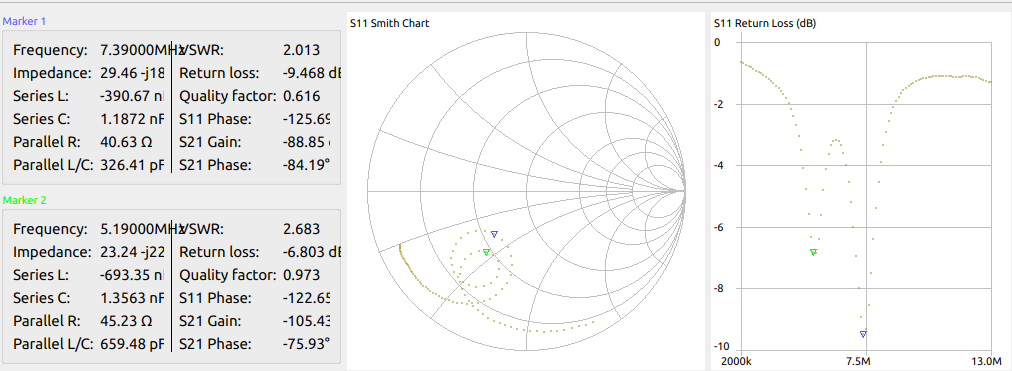 Marker 1
Frequency: 7.39000MHz VSWR: 2.013
Impedance: 29.46 -j18 Return loss: -9.468 dB
Series L: -390.67 n Quality factor: 0.616
Series C: 1.1872 nF S11 Phase: -125.69
Parallel R: 40.63 Ω S21 Gain: -88.85
Parallel L/C: 326.41 pF S21 Phase: -84.19°
Marker 2
Frequency: 5.19000MHz VSWR: 2.683
Impedance: 23.24 -j22 Return loss: -6.803 dB
Series L: -693.35 n Quality factor: 0.973
Series C: 1.3563 nF S11 Phase: -122.65
Parallel R: 45.23 Ω S21 Gain: -105.43
Parallel L/C: 659.48 pF S21 Phase: -75.93°
S11 Smith Chart
S11 Return Loss (dB)
0
-2
-4
-6
-8
-10
2000k 7.5M 13.0M